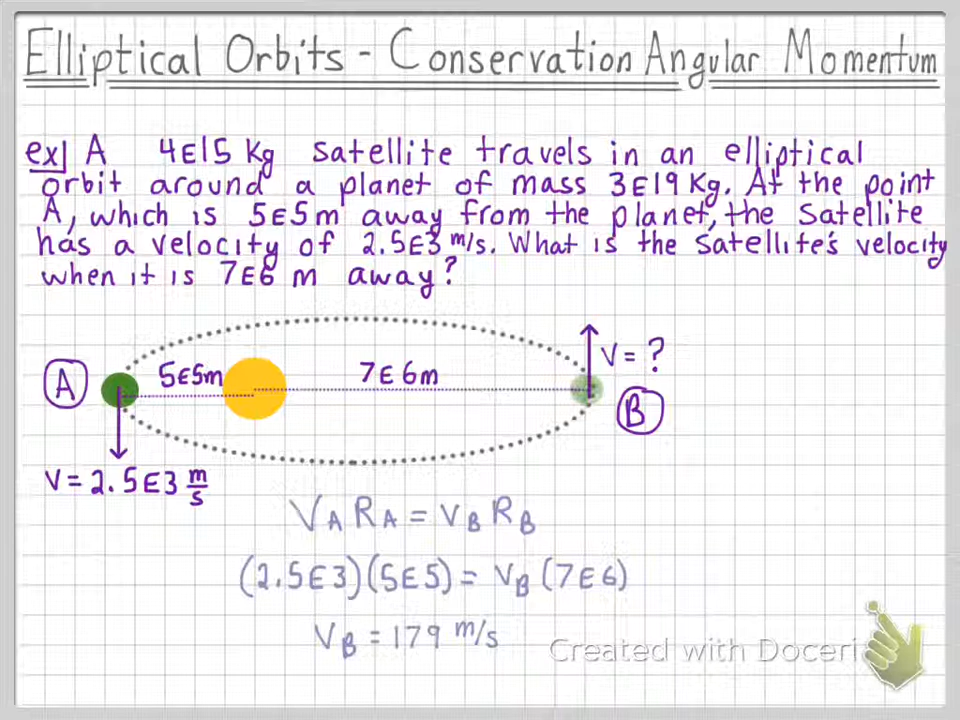 Elliptical Orbits - Conservation Angular Momentum
ex] A 4E15 Kg satellite travels in an elliptical
orbit around a planet of mass 3E19 Kg. At the point
A, which is 5E5m away from the planet, the satellite
has a velocity of 2.5E3 m/s. What is the satellite's velocity
when it is 7E6 m away?
V = ?
A 5E5m 7E6m
B
V = 2.5E3 m/s
VA RA = VB RB
(2.5E3)(5E5) = VB (7E6)
VB = 179 m/s
Created with Doceri